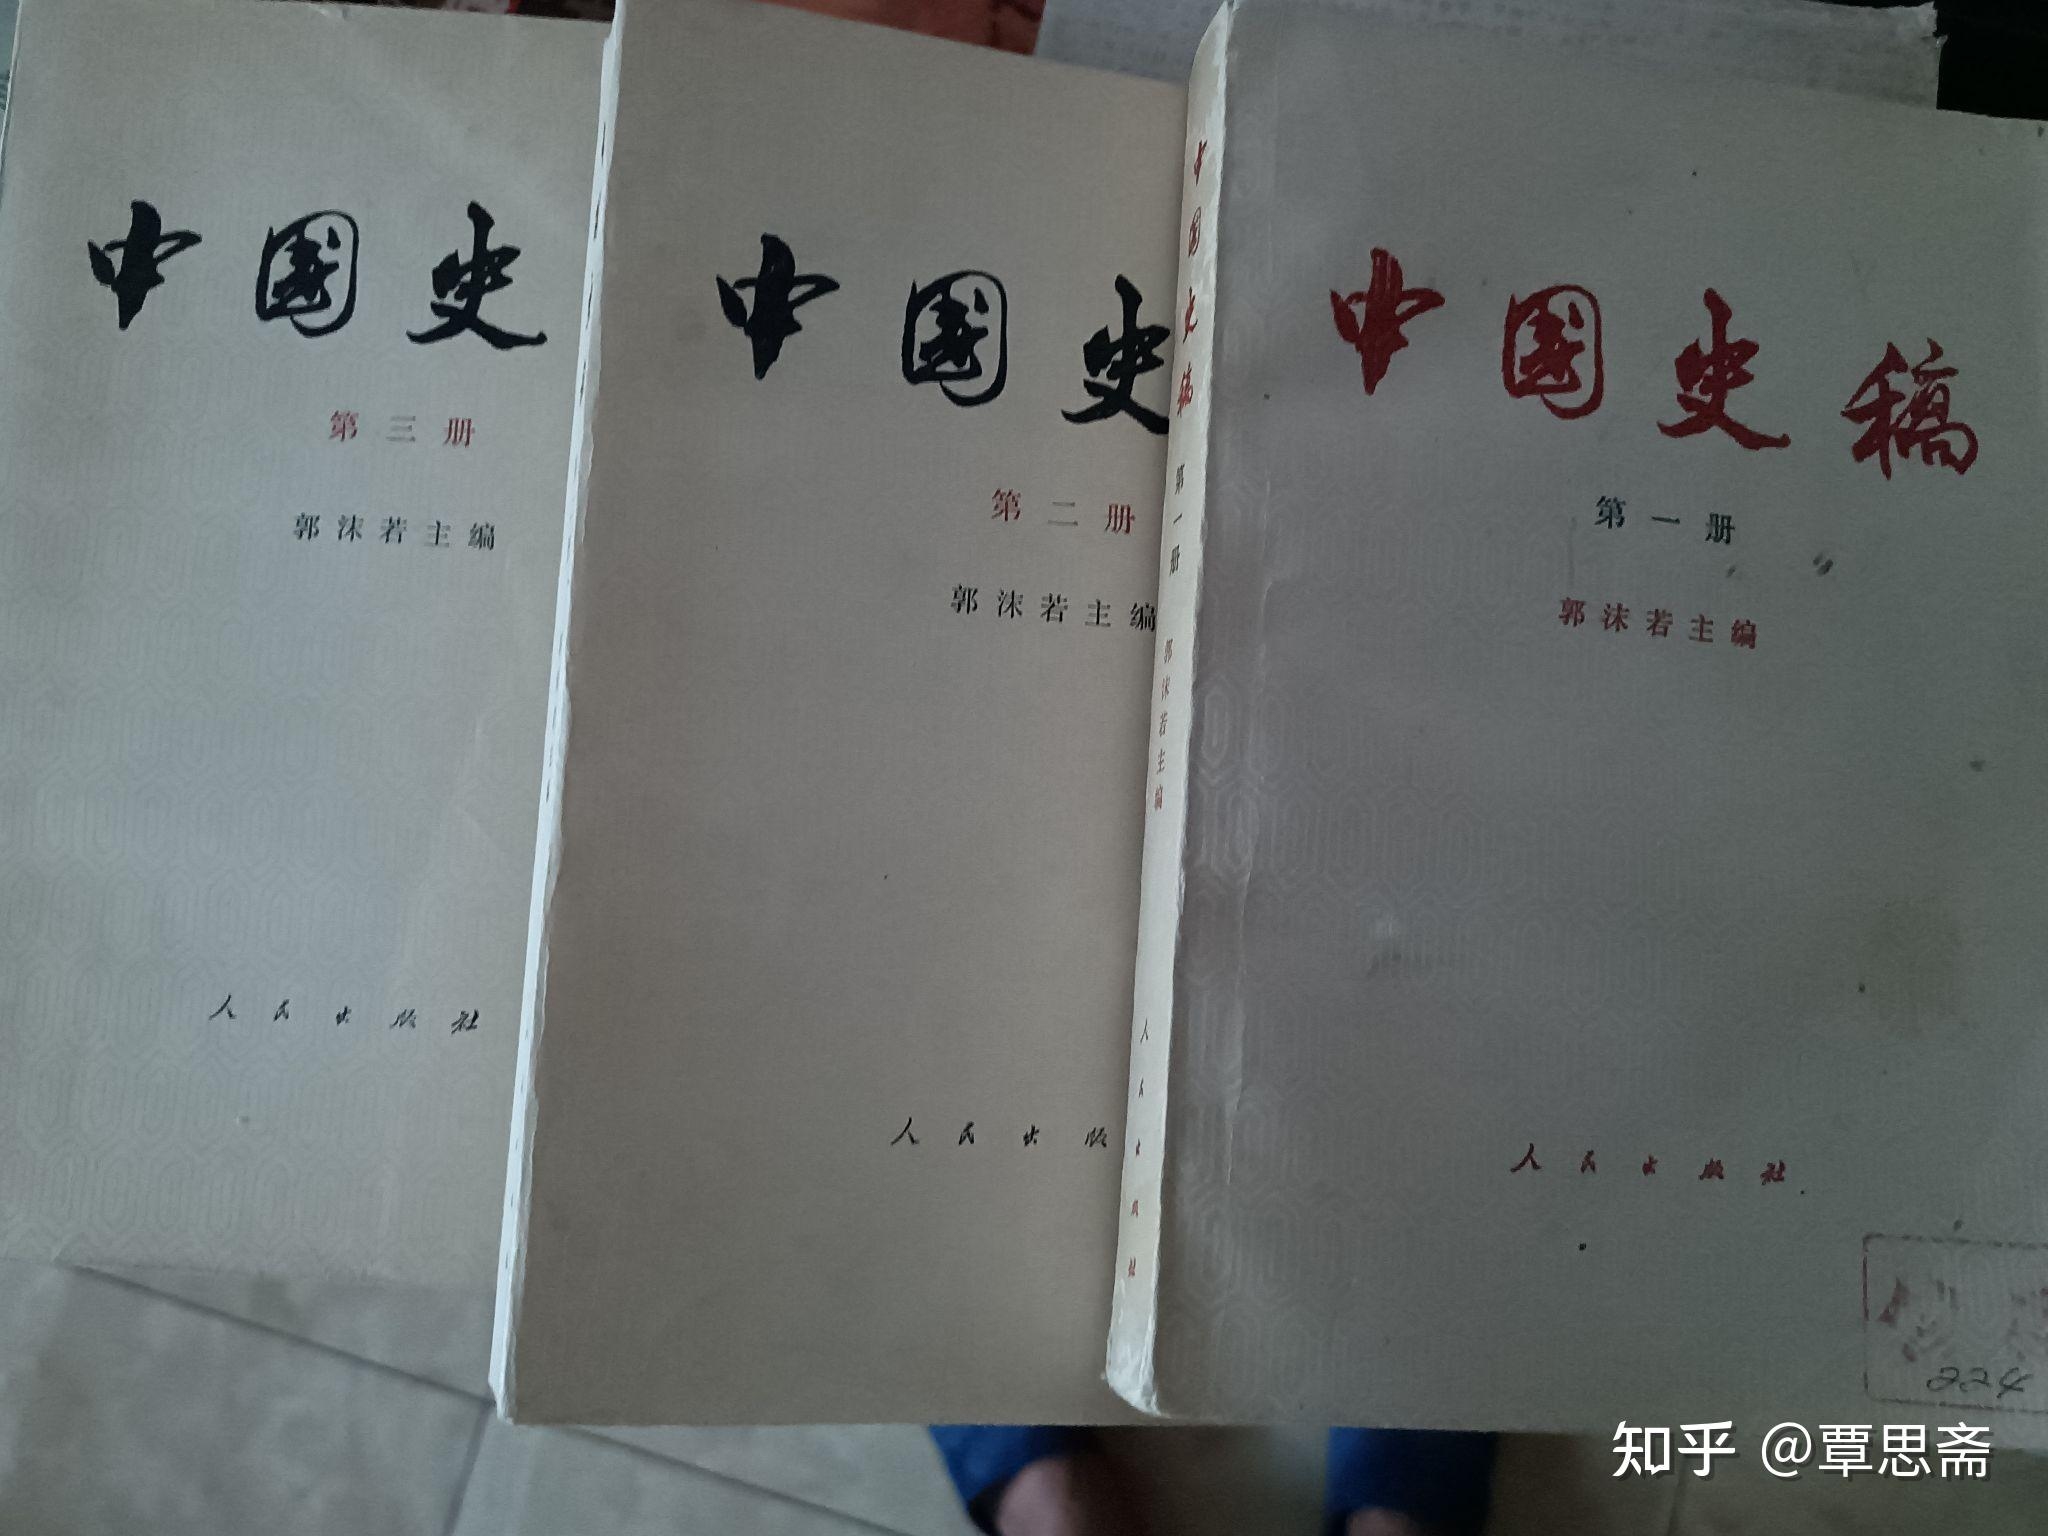 中国史
第三册
郭沫若主编
人民出版社
中国史
第二册
郭沫若主编
人民出版
中国史稿 第一册 郭沫若主编 人民出版社
中国史稿
第一册
郭沫若主编
人民出版社
224
知乎 @覃思斋